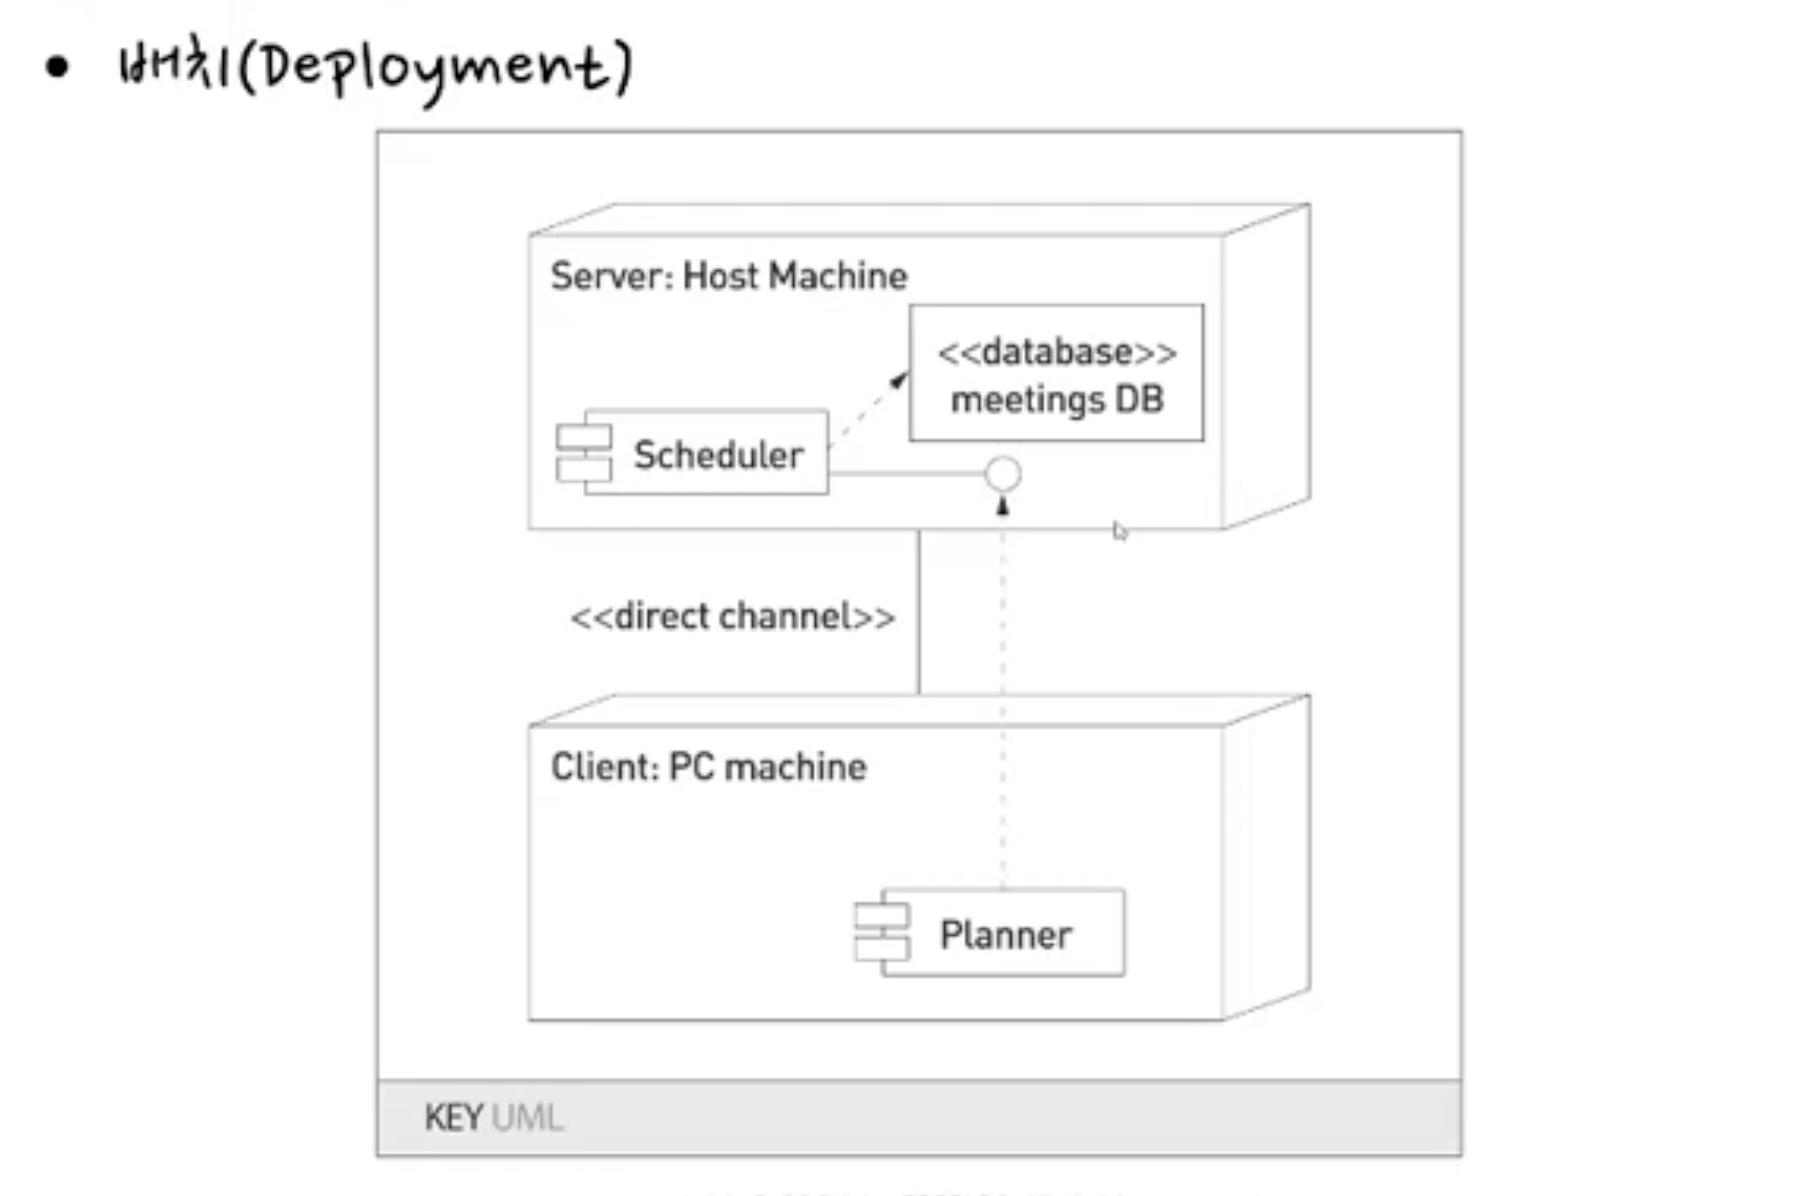 • 배치(Deployment)
Server: Host Machine
<<database>>
meetings DB
Scheduler
<<direct channel>>
Client: PC machine
Planner
KEY UML